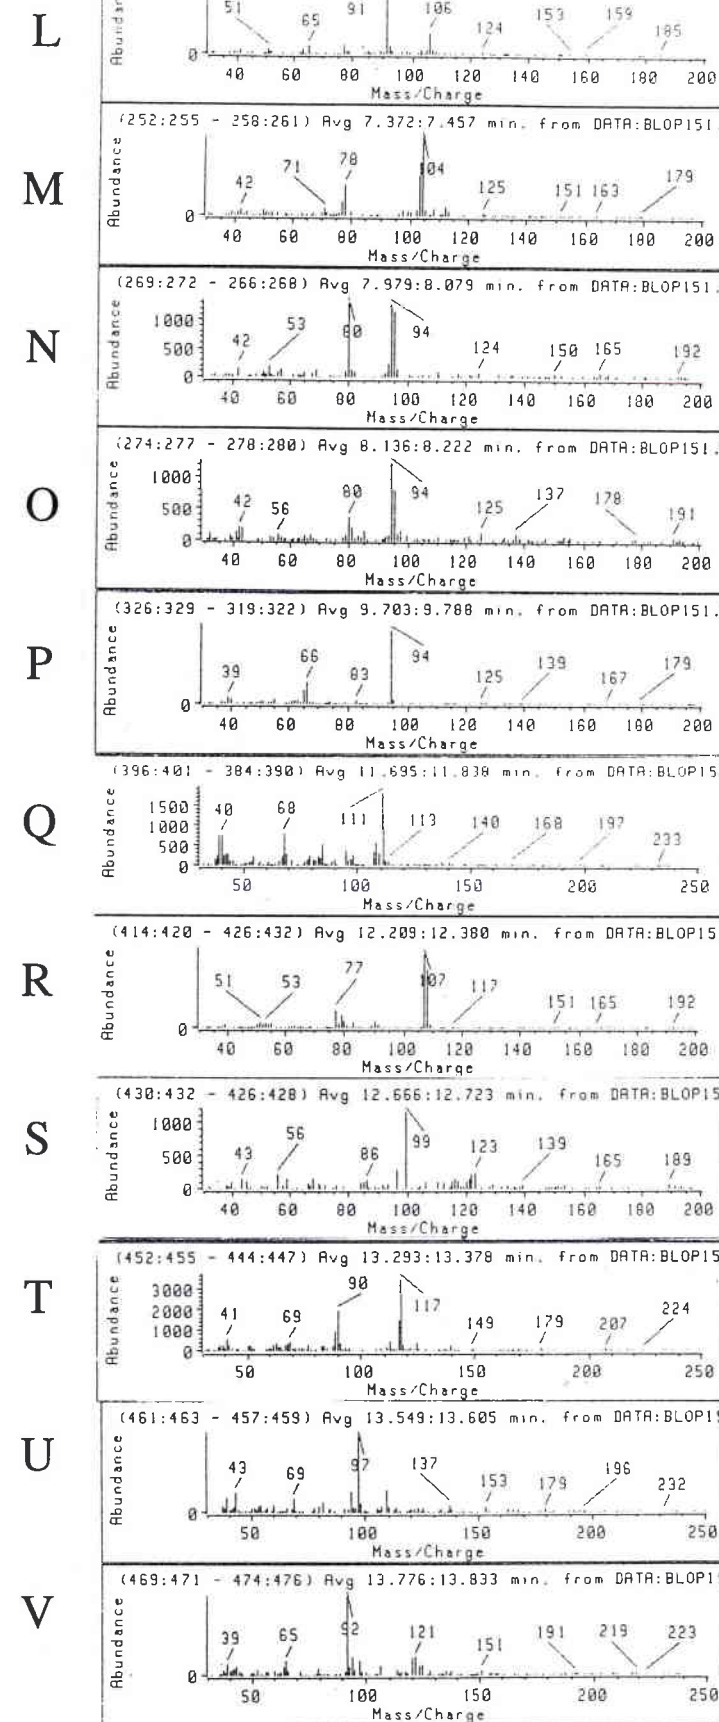 L
Abundanc
51
65
91
106
124
153
159
185
0
40 60 80 100 120 140 160 180 200
Mass/Charge
(252:255 - 258:261) Avg 7.372:7.457 min. from DATA:BLOP151
M
Abundance
42
71
78
104
125
151
163
179
0
40 60 80 100 120 140 160 180 200
Mass/Charge
(269:272 - 266:268) Avg 7.979:8.079 min. from DATA:BLOP151.
N
Abundance
1000
500
0
42
53
80
94
124
150
165
192
40 60 80 100 120 140 160 180 200
Mass/Charge
(274:277 - 278:280) Avg 8.136:8.222 min. from DATA:BLOP151.
O
Abundance
1000
500
0
42
56
80
94
125
137
178
191
40 60 80 100 120 140 160 180 200
Mass/Charge
(326:329 - 319:322) Avg 9.703:9.788 min. from DATA:BLOP151.
P
Abundance
39
66
83
94
125
139
167
179
0
40 60 80 100 120 140 160 180 200
Mass/Charge
(396:401 - 384:390) Avg 11.695:11.838 min. from DATA:BLOP15
Q
Abundance
1500
1000
500
0
40
68
111
113
140
168
197
233
50 100 150 200 250
Mass/Charge
(414:420 - 426:432) Avg 12.209:12.380 min. from DATA:BLOP15
R
Abundance
51
53
77
107
117
151
165
192
0
40 60 80 100 120 140 160 180 200
Mass/Charge
(430:432 - 426:428) Avg 12.666:12.723 min. from DATA:BLOP15
S
Abundance
1000
500
0
43
56
86
99
123
139
165
189
40 60 80 100 120 140 160 180 200
Mass/Charge
(452:455 - 444:447) Avg 13.293:13.378 min. from DATA:BLOP15
T
Abundance
3000
2000
1000
0
41
69
90
117
149
179
207
224
50 100 150 200 250
Mass/Charge
(461:463 - 457:459) Avg 13.549:13.605 min. from DATA:BLOP15
U
Abundance
43
69
97
137
153
179
196
232
0
50 100 150 200 250
Mass/Charge
(469:471 - 474:476) Avg 13.776:13.833 min. from DATA:BLOP1
V
Abundance
39
65
92
121
151
191
219
223
0
50 100 150 200 250
Mass/Charge